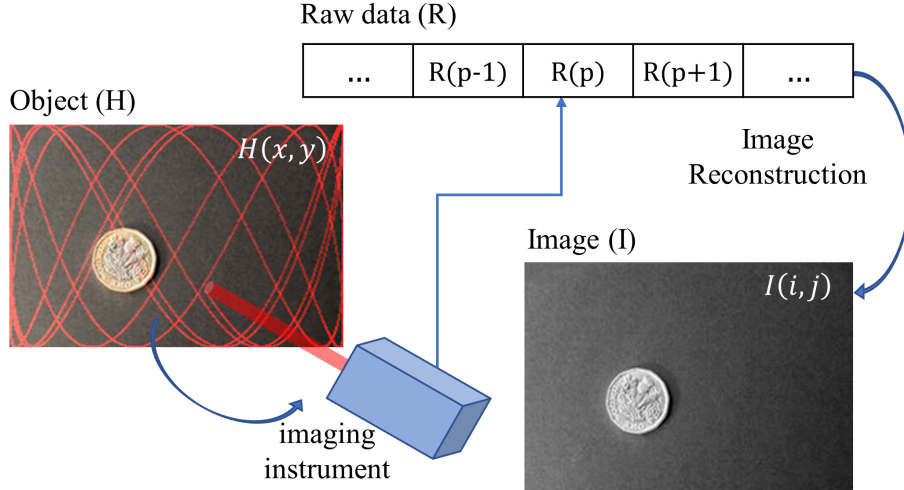 Raw data (R)
... R(p-1) R(p) R(p+1) ...
Object (H)
H(x,y)
Image
Reconstruction
Image (I)
I(i,j)
imaging
instrument